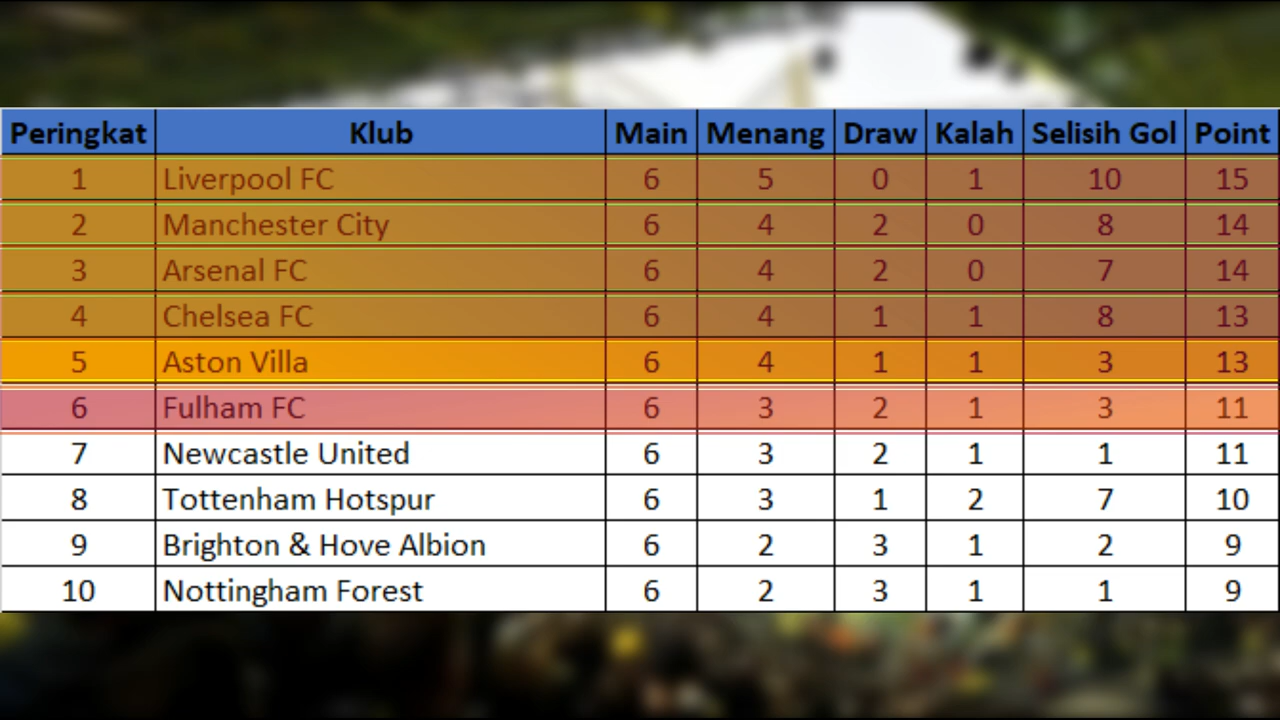 Peringkat Klub Main Menang Draw Kalah Selisih Gol Point
1 Liverpool FC 6 5 0 1 10 15
2 Manchester City 6 4 2 0 8 14
3 Arsenal FC 6 4 2 0 7 14
4 Chelsea FC 6 4 1 1 8 13
5 Aston Villa 6 4 1 1 3 13
6 Fulham FC 6 3 2 1 3 11
7 Newcastle United 6 3 2 1 1 11
8 Tottenham Hotspur 6 3 1 2 7 10
9 Brighton & Hove Albion 6 2 3 1 2 9
10 Nottingham Forest 6 2 3 1 1 9